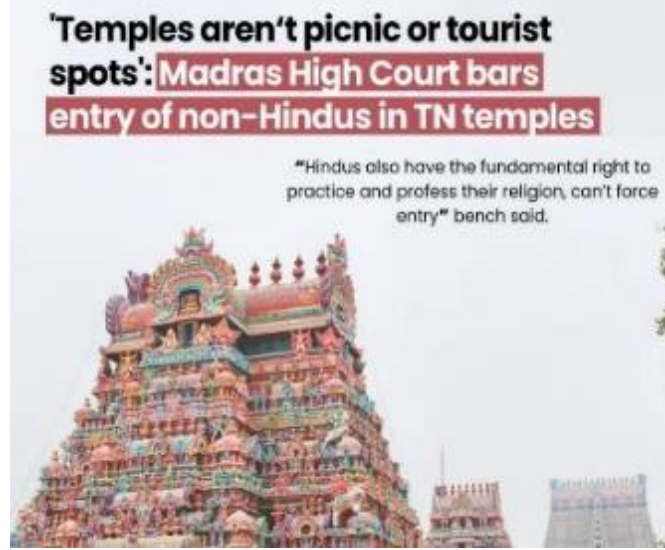 'Temples aren't picnic or tourist
spots': Madras High Court bars
entry of non-Hindus in TN temples
"Hindus also have the fundamental right to
practice and profess their religion, can't force
entry" bench said.